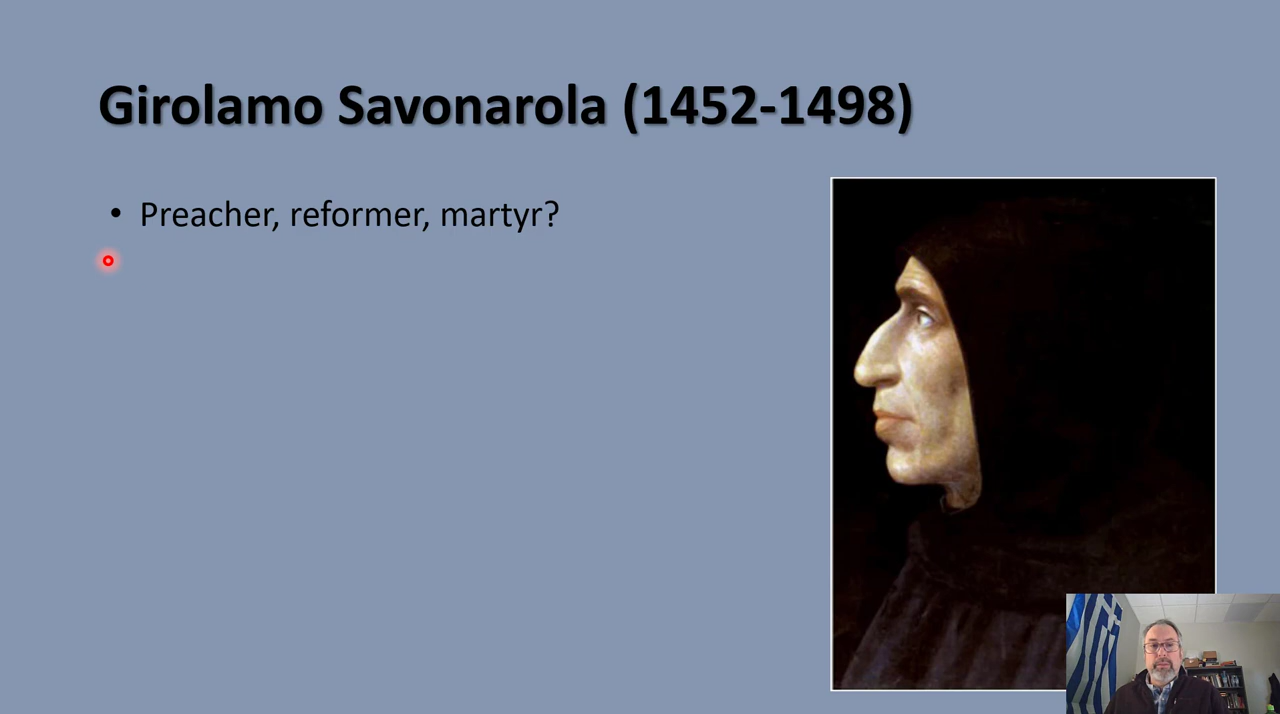 Girolamo Savonarola (1452-1498)
• Preacher, reformer, martyr?